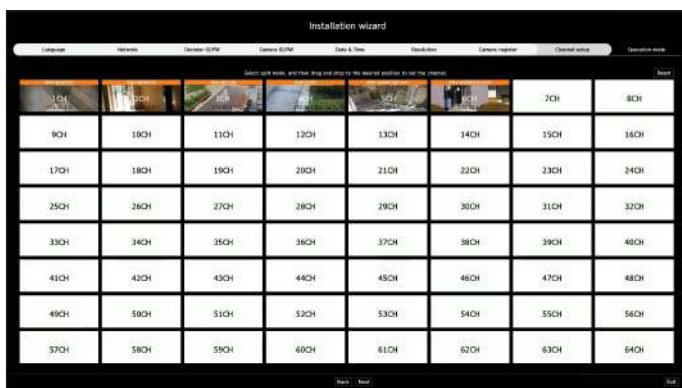 Installation wizard
Language Network Decoder ID/PW Camera ID/PW Date & Time Resolution Camera register Channel setup Operation mode
Select split mode, and then drag and drop to the desired position to set the channel.
Reset
1CH 2CH 3CH 4CH 5CH 6CH 7CH 8CH
9CH 10CH 11CH 12CH 13CH 14CH 15CH 16CH
17CH 18CH 19CH 20CH 21CH 22CH 23CH 24CH
25CH 26CH 27CH 28CH 29CH 30CH 31CH 32CH
33CH 34CH 35CH 36CH 37CH 38CH 39CH 40CH
41CH 42CH 43CH 44CH 45CH 46CH 47CH 48CH
49CH 50CH 51CH 52CH 53CH 54CH 55CH 56CH
57CH 58CH 59CH 60CH 61CH 62CH 63CH 64CH
Back Next Exit